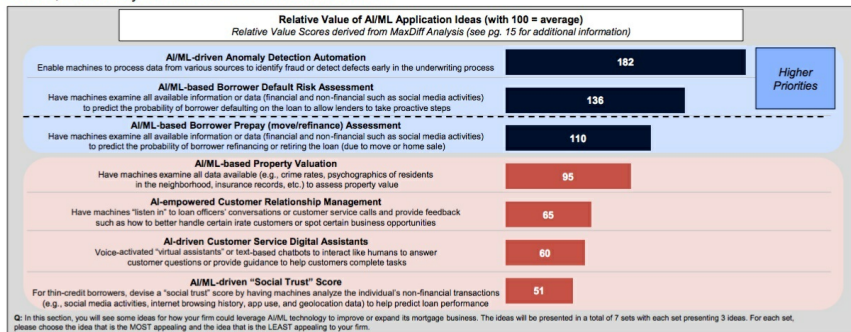 Relative Value of AI/ML Application Ideas (with 100 = average)
Relative Value Scores derived from MaxDiff Analysis (see pg. 15 for additional information)
AI/ML-driven Anomaly Detection Automation
Enable machines to process data from various sources to identify fraud or detect defects early in the underwriting process
182
Higher
Priorities
AI/ML-based Borrower Default Risk Assessment
Have machines examine all available information or data (financial and non-financial such as social media activities)
to predict the probability of borrower defaulting on the loan to allow lenders to take proactive steps
136
AI/ML-based Borrower Prepay (move/refinance) Assessment
Have machines examine all available information or data (financial and non-financial such as social media activities)
to predict the probability of borrower refinancing or retiring the loan (due to move or home sale)
110
AI/ML-based Property Valuation
Have machines examine all data available (e.g., crime rates, psychographics of residents
in the neighborhood, insurance records, etc.) to assess property value
95
AI-empowered Customer Relationship Management
Have machines "listen in" to loan officers' conversations or customer service calls and provide feedback
such as how to better handle certain irate customers or spot certain business opportunities
65
AI-driven Customer Service Digital Assistants
Voice-activated "virtual assistants" or text-based chatbots to interact like humans to answer
customer questions or provide guidance to help customers complete tasks
60
AI/ML-driven "Social Trust" Score
For thin-credit borrowers, devise a "social trust" score by having machines analyze the individual's non-financial transactions
(e.g., social media activities, internet browsing history, app use, and geolocation data) to help predict loan performance
51
Q: In this section, you will see some ideas for how your firm could leverage AI/ML technology to improve or expand its mortgage business. The ideas will be presented in a total of 7 sets with each set presenting 3 ideas. For each set,
please choose the idea that is the MOST appealing and the idea that is the LEAST appealing to your firm.